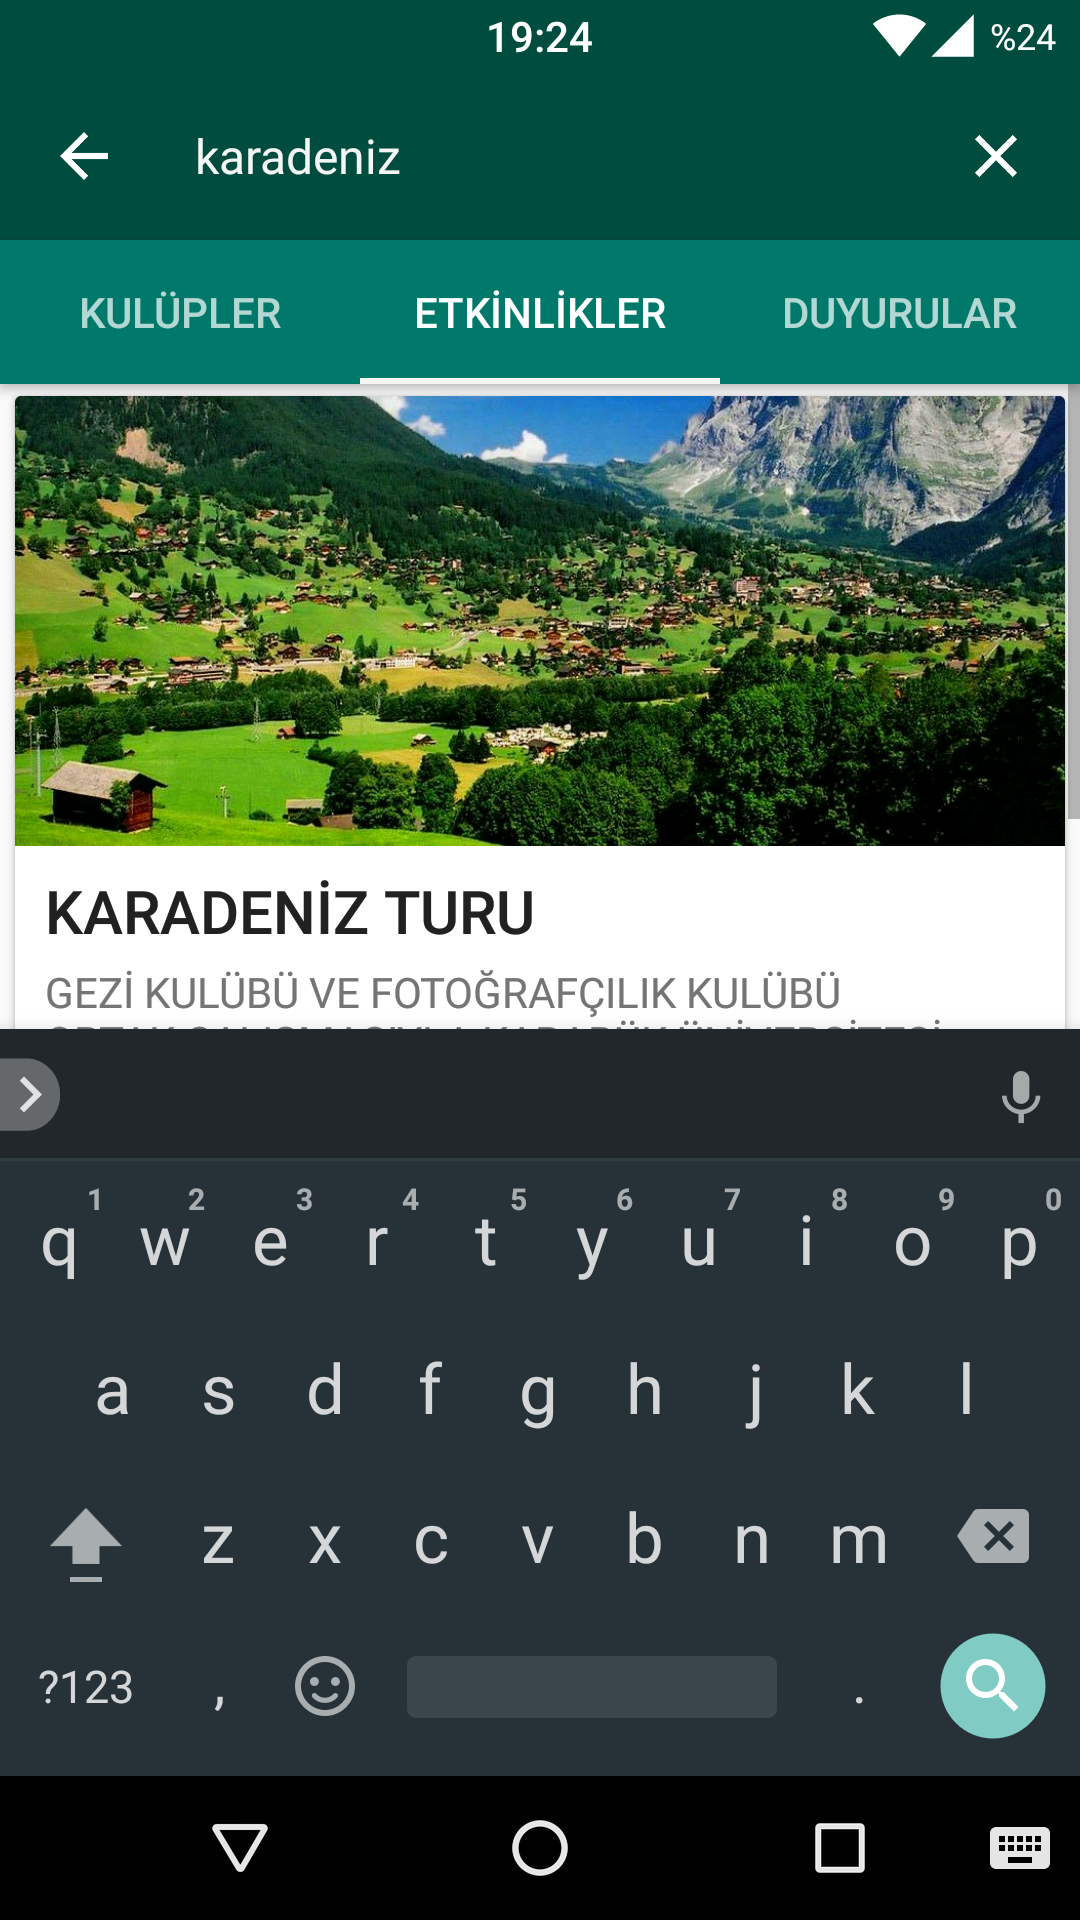 19:24 %24
karadeniz
KULÜPLER ETKİNLİKLER DUYURULAR
KARADENİZ TURU
GEZİ KULÜBÜ VE FOTOĞRAFÇILIK KULÜBÜ
1 2 3 4 5 6 7 8 9 0
q w e r t y u i o p
a s d f g h j k l
z x c v b n m
?123 , .